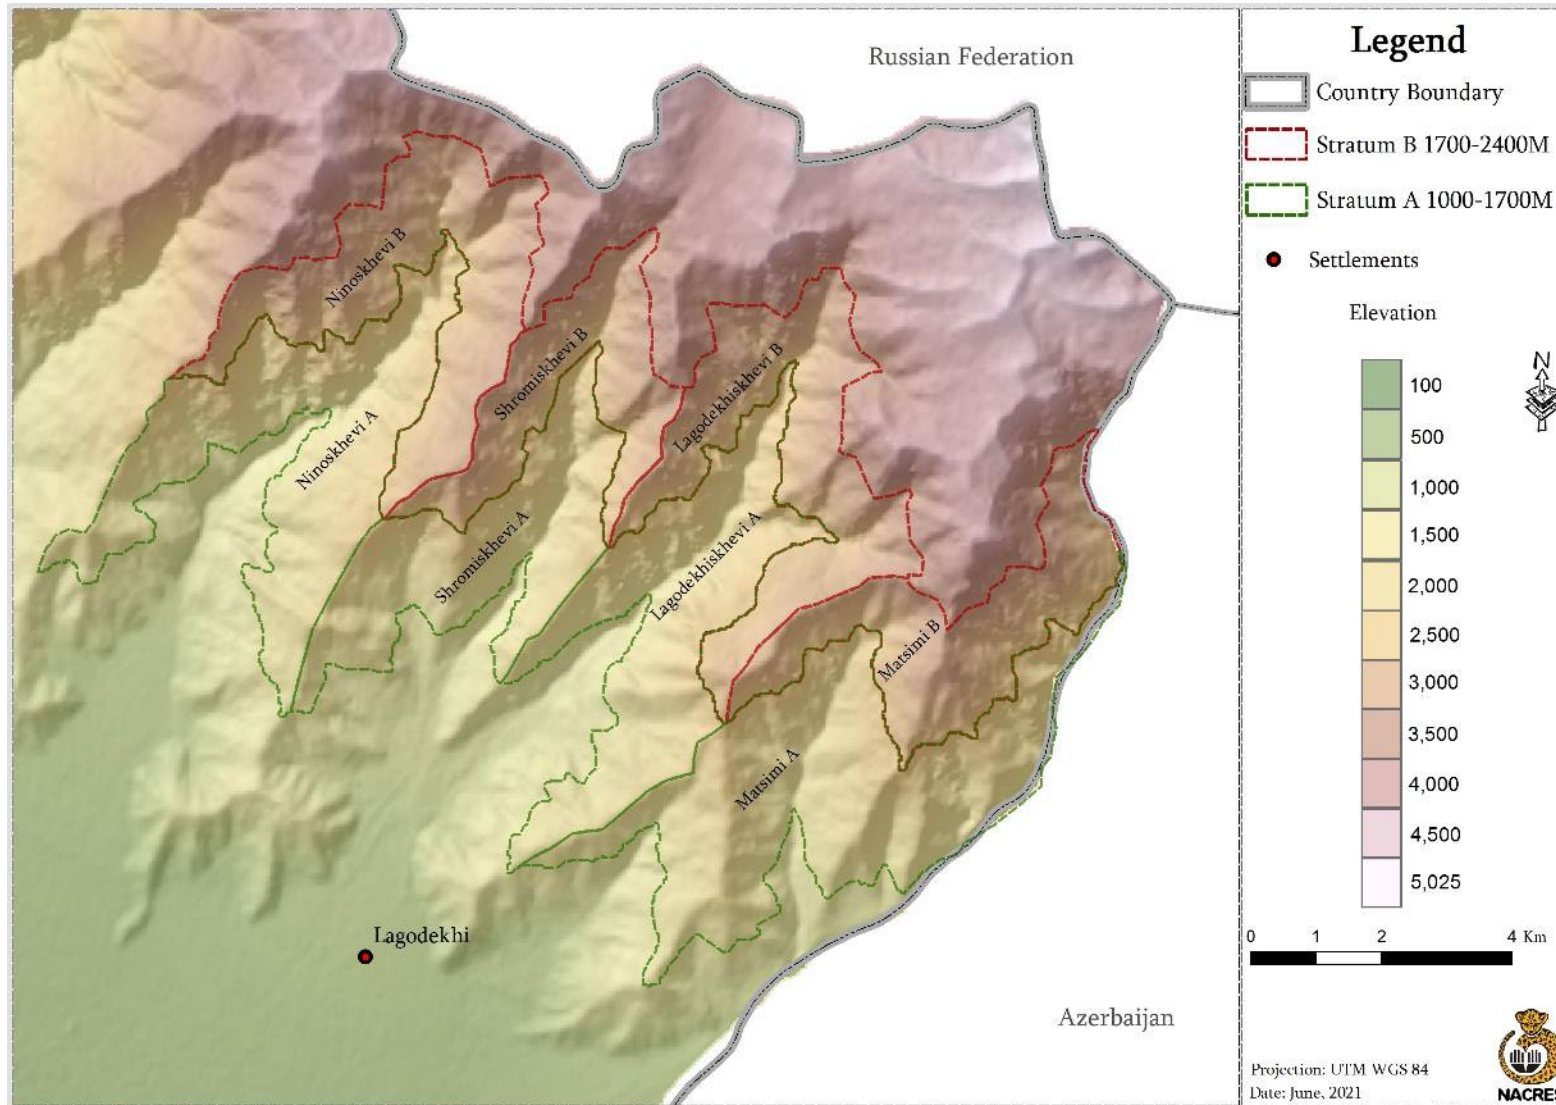 Russian Federation
Ninoskhevi B
Shromiskhevi B
Lagodekhiskhevi B
Ninoskhevi A
Shromiskhevi A
Lagodekhiskhevi A
Matsimi B
Matsimi A
Lagodekhi
Azerbaijan
Legend
Country Boundary
Stratum B 1700-2400M
Stratum A 1000-1700M
Settlements
Elevation
N
100
500
1,000
1,500
2,000
2,500
3,000
3,500
4,000
4,500
5,025
0 1 2 4 Km
Projection: UTM WGS 84
Date: June, 2021
NACRES